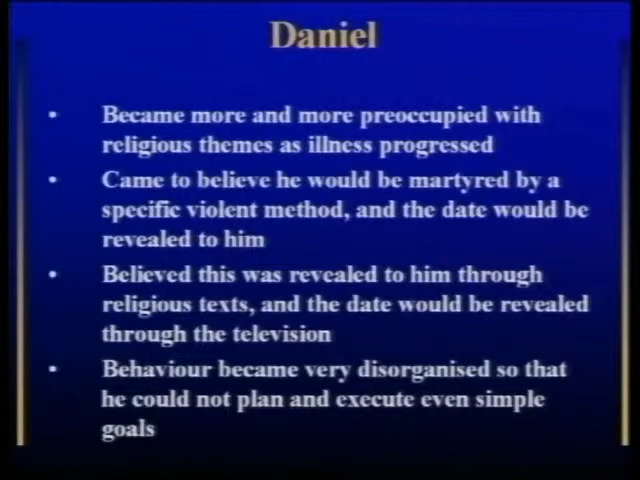 Daniel
• Became more and more preoccupied with
religious themes as illness progressed
• Came to believe he would be martyred by a
specific violent method, and the date would be
revealed to him
• Believed this was revealed to him through
religious texts, and the date would be revealed
through the television
• Behaviour became very disorganised so that
he could not plan and execute even simple
goals